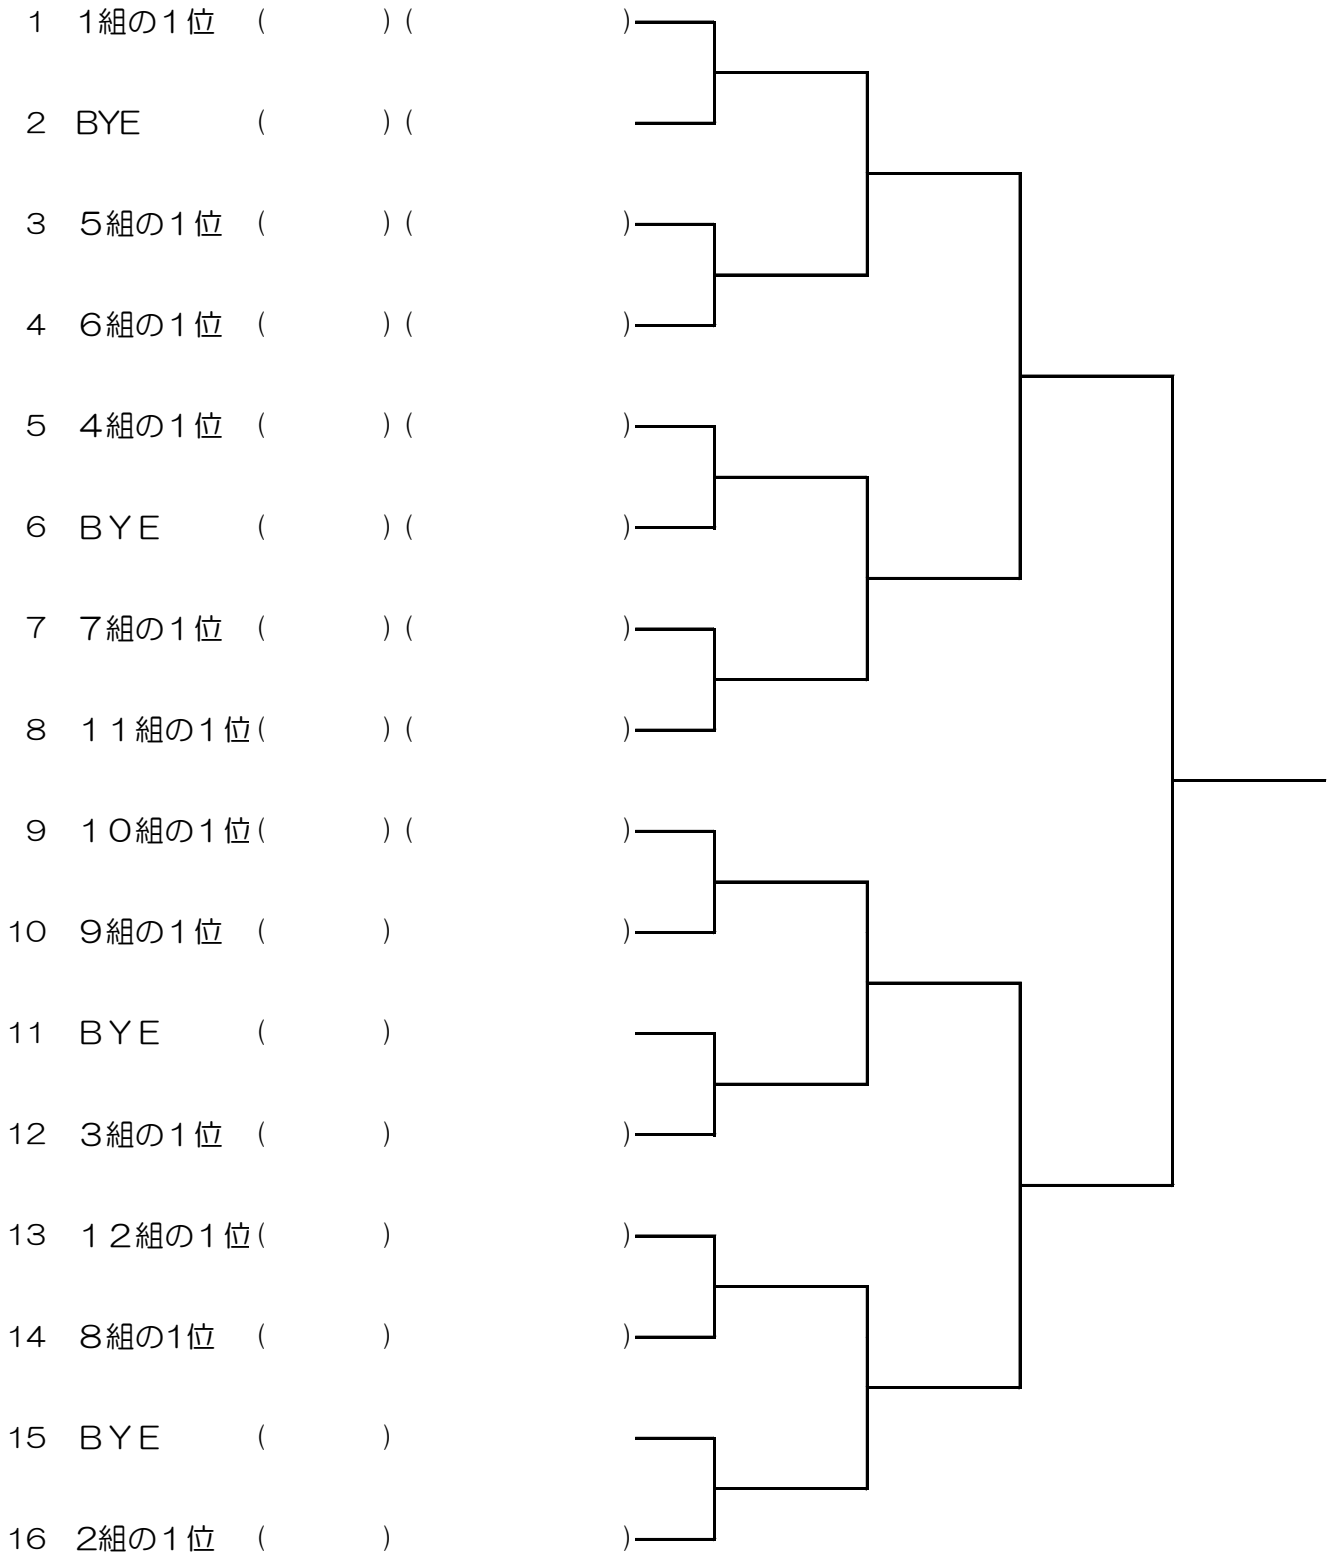 1 1組の１位 ( ) ( )
2 BYE ( ) (
3 ５組の１位 ( ) ( )
4 ６組の１位 ( ) ( )
5 ４組の１位 ( ) ( )
6 ＢＹＥ ( ) ( )
7 ７組の１位 ( ) ( )
8 １１組の１位( ) ( )
9 １０組の１位( ) ( )
10 ９組の１位 ( ) )
11 ＢＹＥ ( )
12 ３組の１位 ( ) )
13 １２組の１位( ) )
14 ８組の1位 ( ) )
15 ＢＹＥ ( )
16 2組の１位 ( ) )